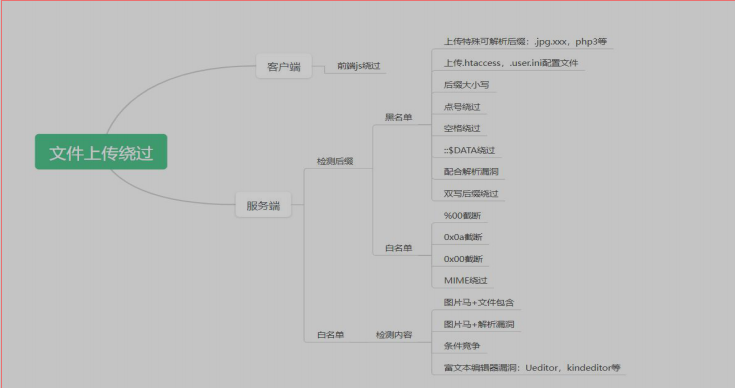 文件上传绕过
客户端
前端js绕过
服务端
检测后缀
黑名单
上传特殊可解析后缀：.jpg.xxx，php3等
上传.htaccess，.user.ini配置文件
后缀大小写
点号绕过
空格绕过
::$DATA绕过
配合解析漏洞
双写后缀绕过
白名单
%00截断
0x0a截断
0x00截断
MIME绕过
白名单
检测内容
图片马+文件包含
图片马+解析漏洞
条件竞争
富文本编辑器漏洞：Ueditor，kindeditor等